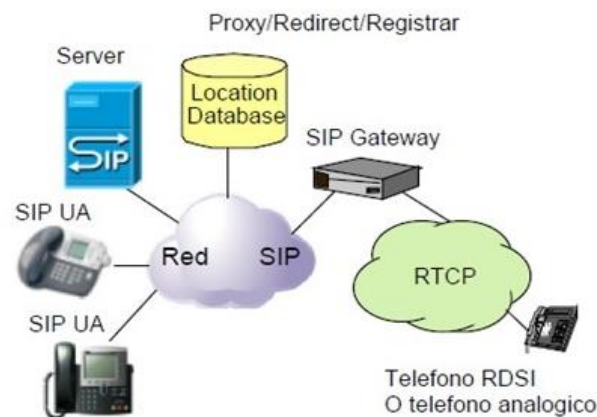 Proxy/Redirect/Registrar
Server
Location
Database
SIP
SIP Gateway
SIP UA
Red SIP
RTCP
SIP UA
Telefono RDSI
O telefono analogico